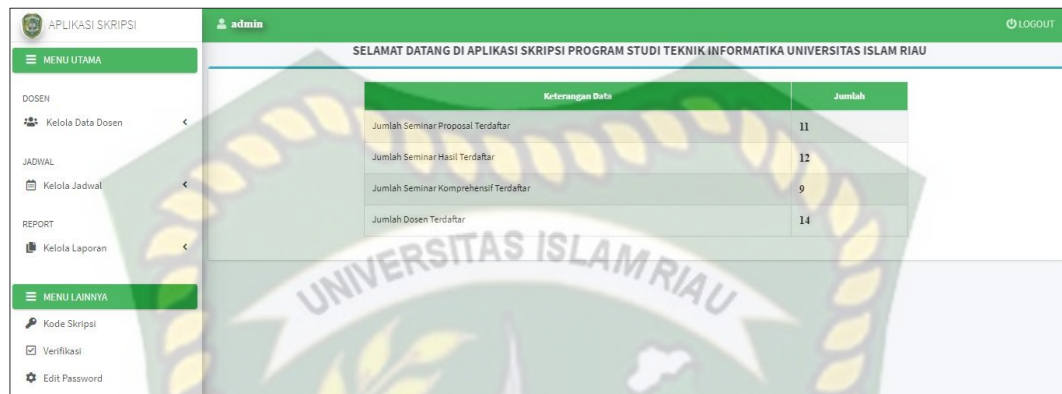 APLIKASI SKRIPSI
admin
LOGOUT
MENU UTAMA
DOSEN
Kelola Data Dosen
JADWAL
Kelola Jadwal
REPORT
Kelola Laporan
MENU LAINNYA
Kode Skripsi
Verifikasi
Edit Password
SELAMAT DATANG DI APLIKASI SKRIPSI PROGRAM STUDI TEKNIK INFORMATIKA UNIVERSITAS ISLAM RIAU
Keterangan Data Jumlah
Jumlah Seminar Proposal Terdaftar 11
Jumlah Seminar Hasil Terdaftar 12
Jumlah Seminar Komprehensif Terdaftar 9
Jumlah Dosen Terdaftar 14
UNIVERSITAS ISLAM RIAU